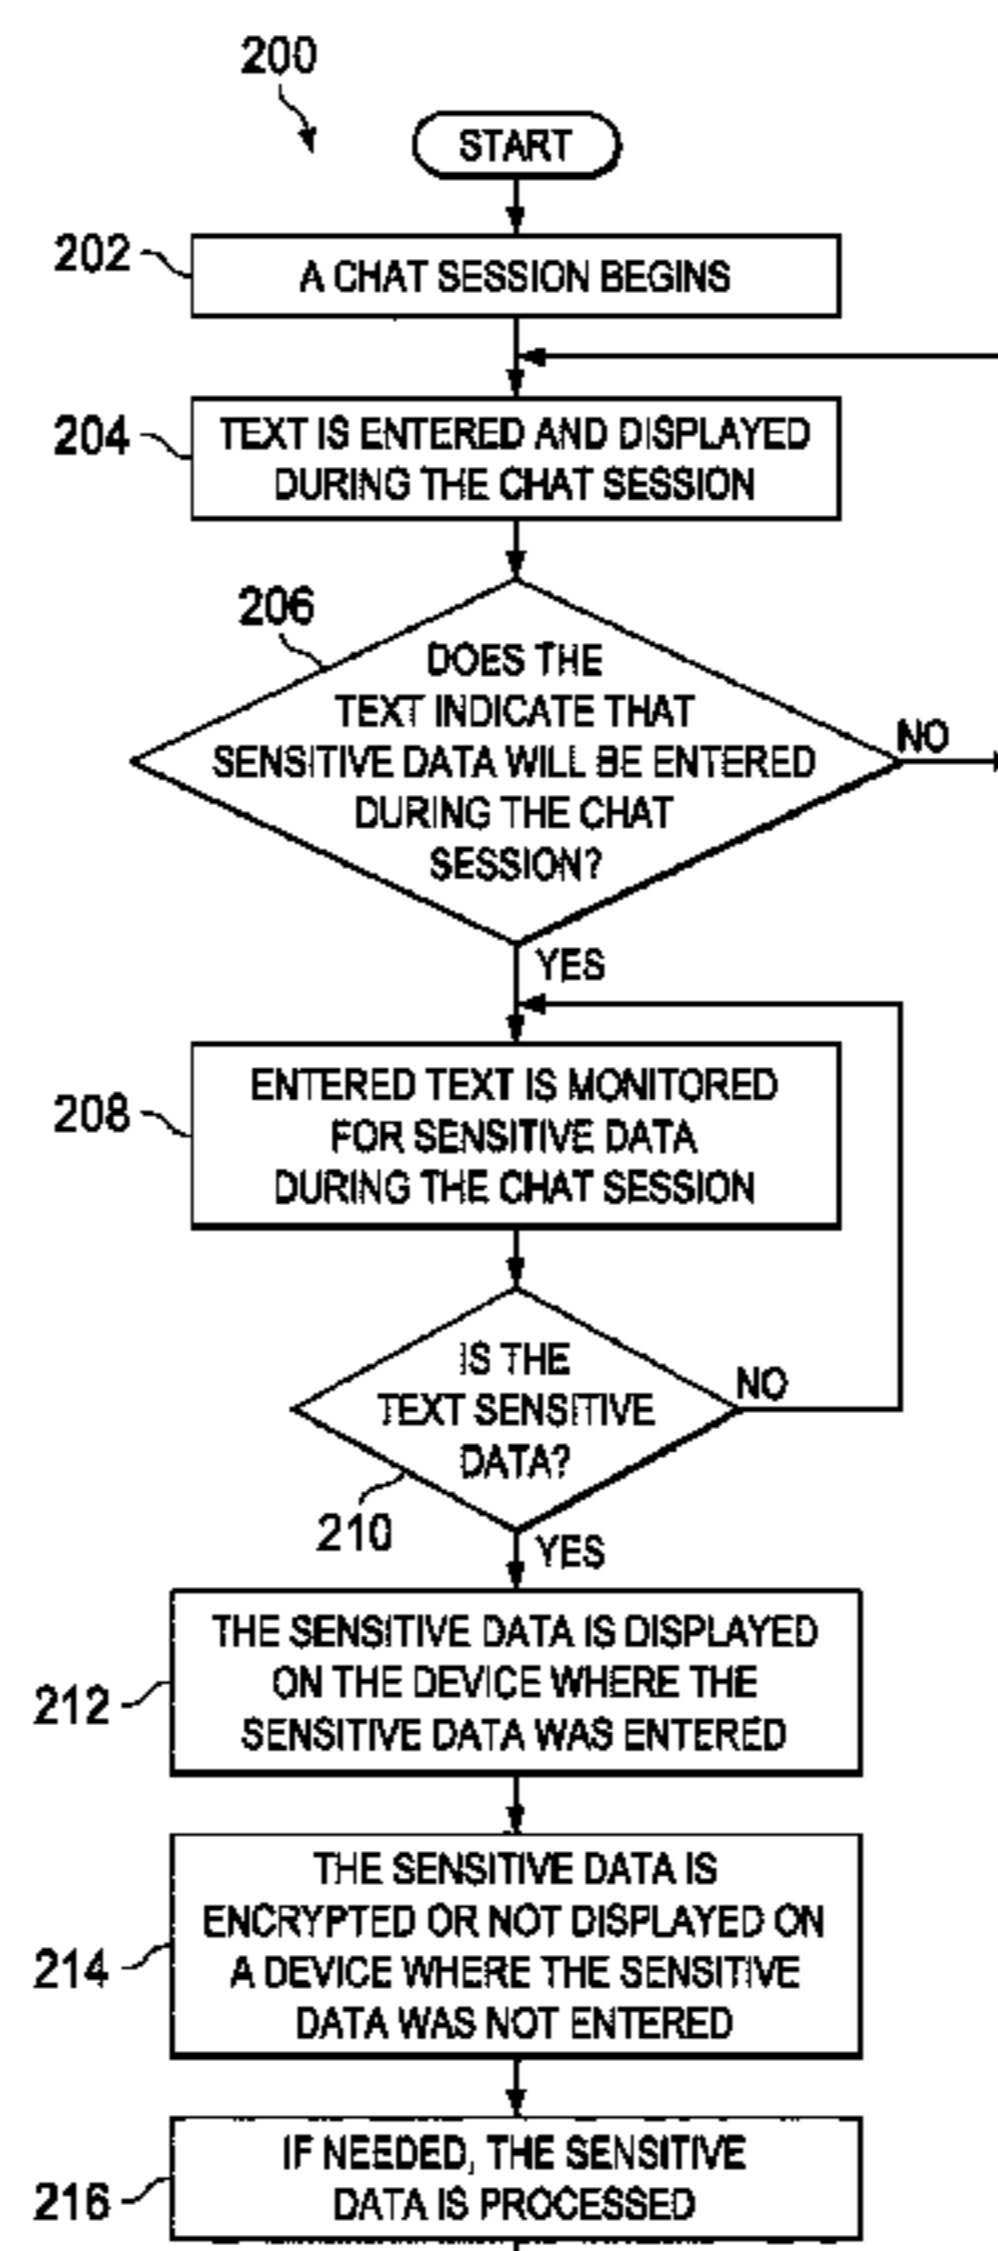 200
START
202
A CHAT SESSION BEGINS
204
TEXT IS ENTERED AND DISPLAYED
DURING THE CHAT SESSION
206
DOES THE
TEXT INDICATE THAT
SENSITIVE DATA WILL BE ENTERED
DURING THE CHAT
SESSION?
NO
YES
208
ENTERED TEXT IS MONITORED
FOR SENSITIVE DATA
DURING THE CHAT SESSION
IS THE
TEXT SENSITIVE
DATA?
NO
210
YES
212
THE SENSITIVE DATA IS DISPLAYED
ON THE DEVICE WHERE THE
SENSITIVE DATA WAS ENTERED
214
THE SENSITIVE DATA IS
ENCRYPTED OR NOT DISPLAYED ON
A DEVICE WHERE THE SENSITIVE
DATA WAS NOT ENTERED
216
IF NEEDED, THE SENSITIVE
DATA IS PROCESSED